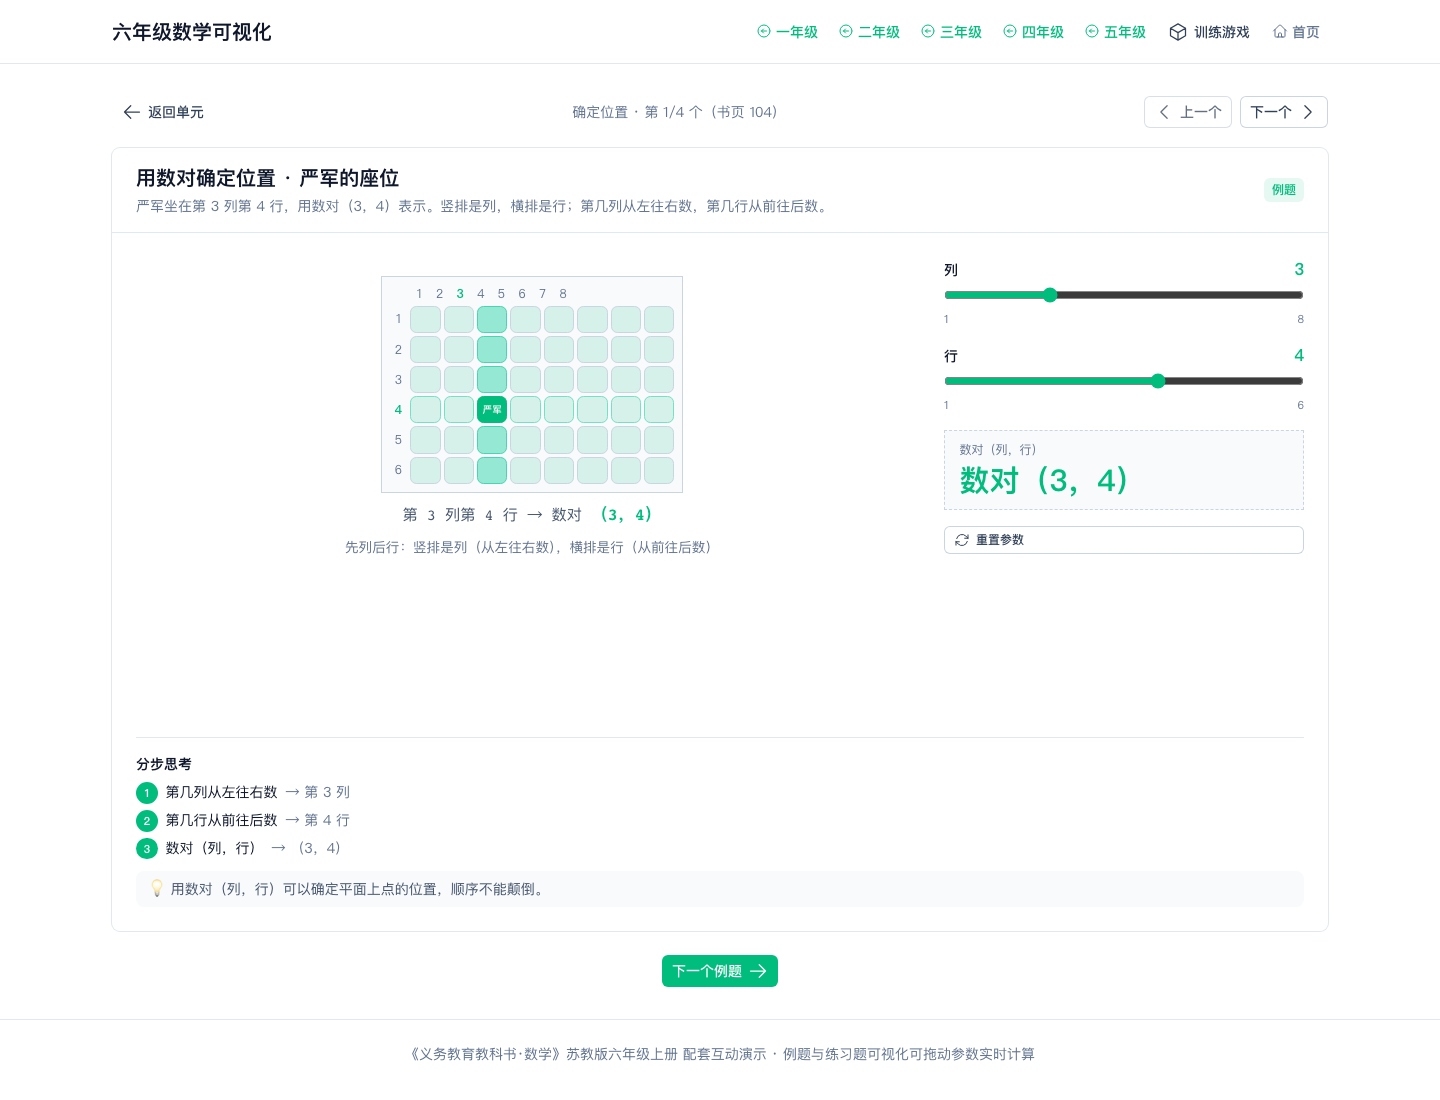 六年级数学可视化
一年级 二年级 三年级 四年级 五年级 训练游戏 首页
返回单元
确定位置 · 第 1/4 个（书页 104）
上一个 下一个
用数对确定位置 · 严军的座位
严军坐在第 3 列第 4 行，用数对（3，4）表示。竖排是列，横排是行；第几列从左往右数，第几行从前往后数。
例题
1 2 3 4 5 6 7 8
1
2
3
4 严军
5
6
第 3 列第 4 行 → 数对 （3，4）
先列后行：竖排是列（从左往右数），横排是行（从前往后数）
列 3
1 8
行 4
1 6
数对（列，行）
数对（3，4）
重置参数
分步思考
1 第几列从左往右数 → 第 3 列
2 第几行从前往后数 → 第 4 行
3 数对（列，行） → （3，4）
💡 用数对（列，行）可以确定平面上点的位置，顺序不能颠倒。
下一个例题 →
《义务教育教科书·数学》苏教版六年级上册 配套互动演示 · 例题与练习题可视化可拖动参数实时计算